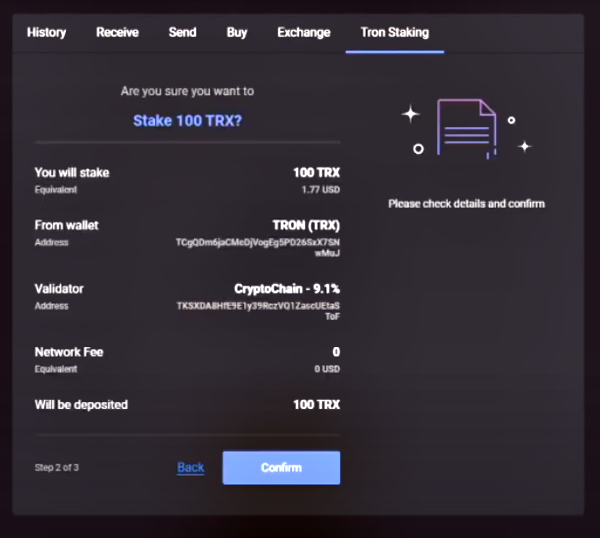 History Receive Send Buy Exchange Tron Staking
Are you sure you want to
Stake 100 TRX?
You will stake 100 TRX
Equivalent 1.77 USD
Please check details and confirm
From wallet TRON (TRX)
Address TCgQDm6jaCMeDjVogEg5PD26SxX7SN
wMuJ
Validator CryptoChain - 9.1%
Address
ToF
Network Fee 0
Equivalent 0 USD
Will be deposited 100 TRX
Step 2 of 3 Back Confirm